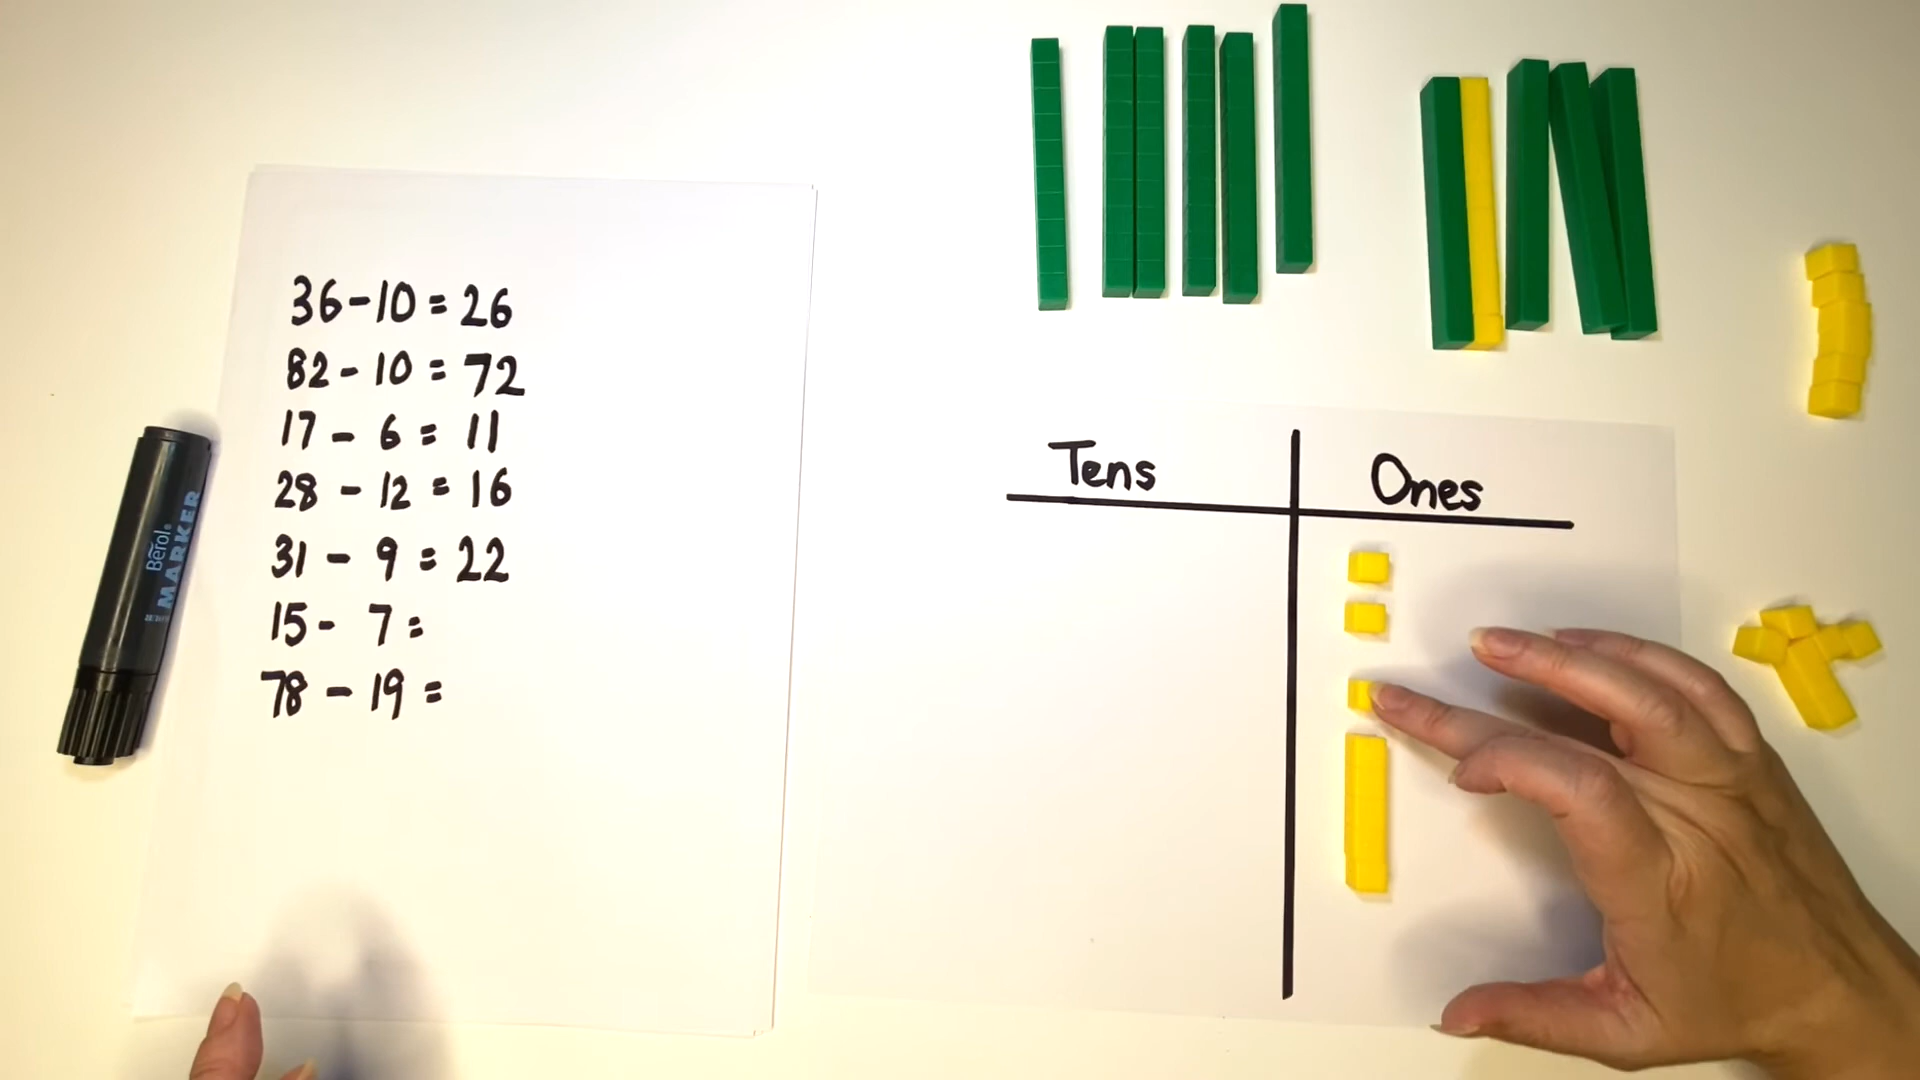 36 - 10 = 26
82 - 10 = 72
17 - 6 = 11
28 - 12 = 16
31 - 9 = 22
15 - 7 =
78 - 19 =
Berol
MARKER
Tens
Ones